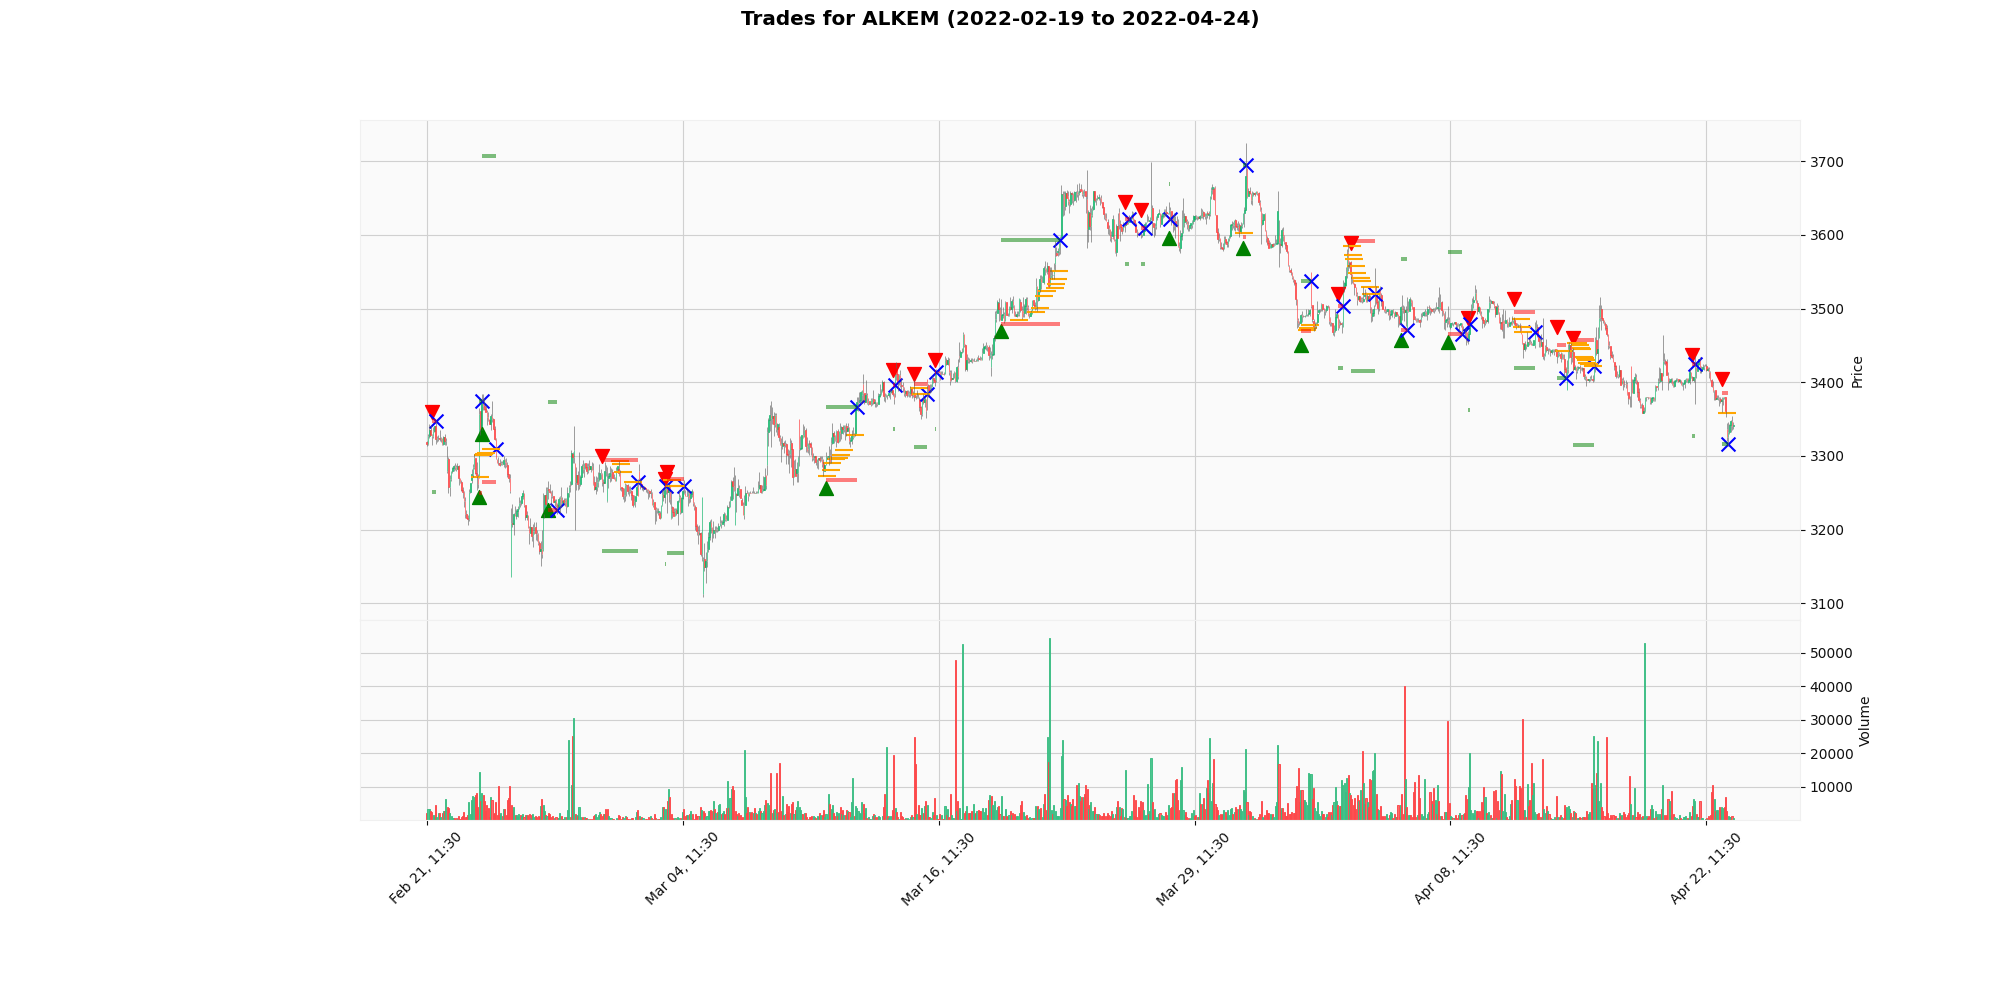 Trades for ALKEM (2022-02-19 to 2022-04-24)
3700
3600
3500
3400
3300
3200
3100
Price
50000
40000
30000
20000
10000
Volume
Feb 21, 11:30
Mar 04, 11:30
Mar 16, 11:30
Mar 29, 11:30
Apr 08, 11:30
Apr 22, 11:30